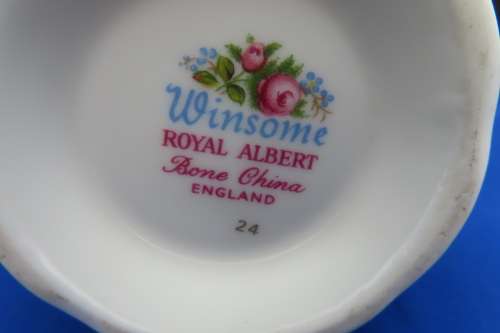 Winsome
ROYAL ALBERT
Bone China
ENGLAND
24